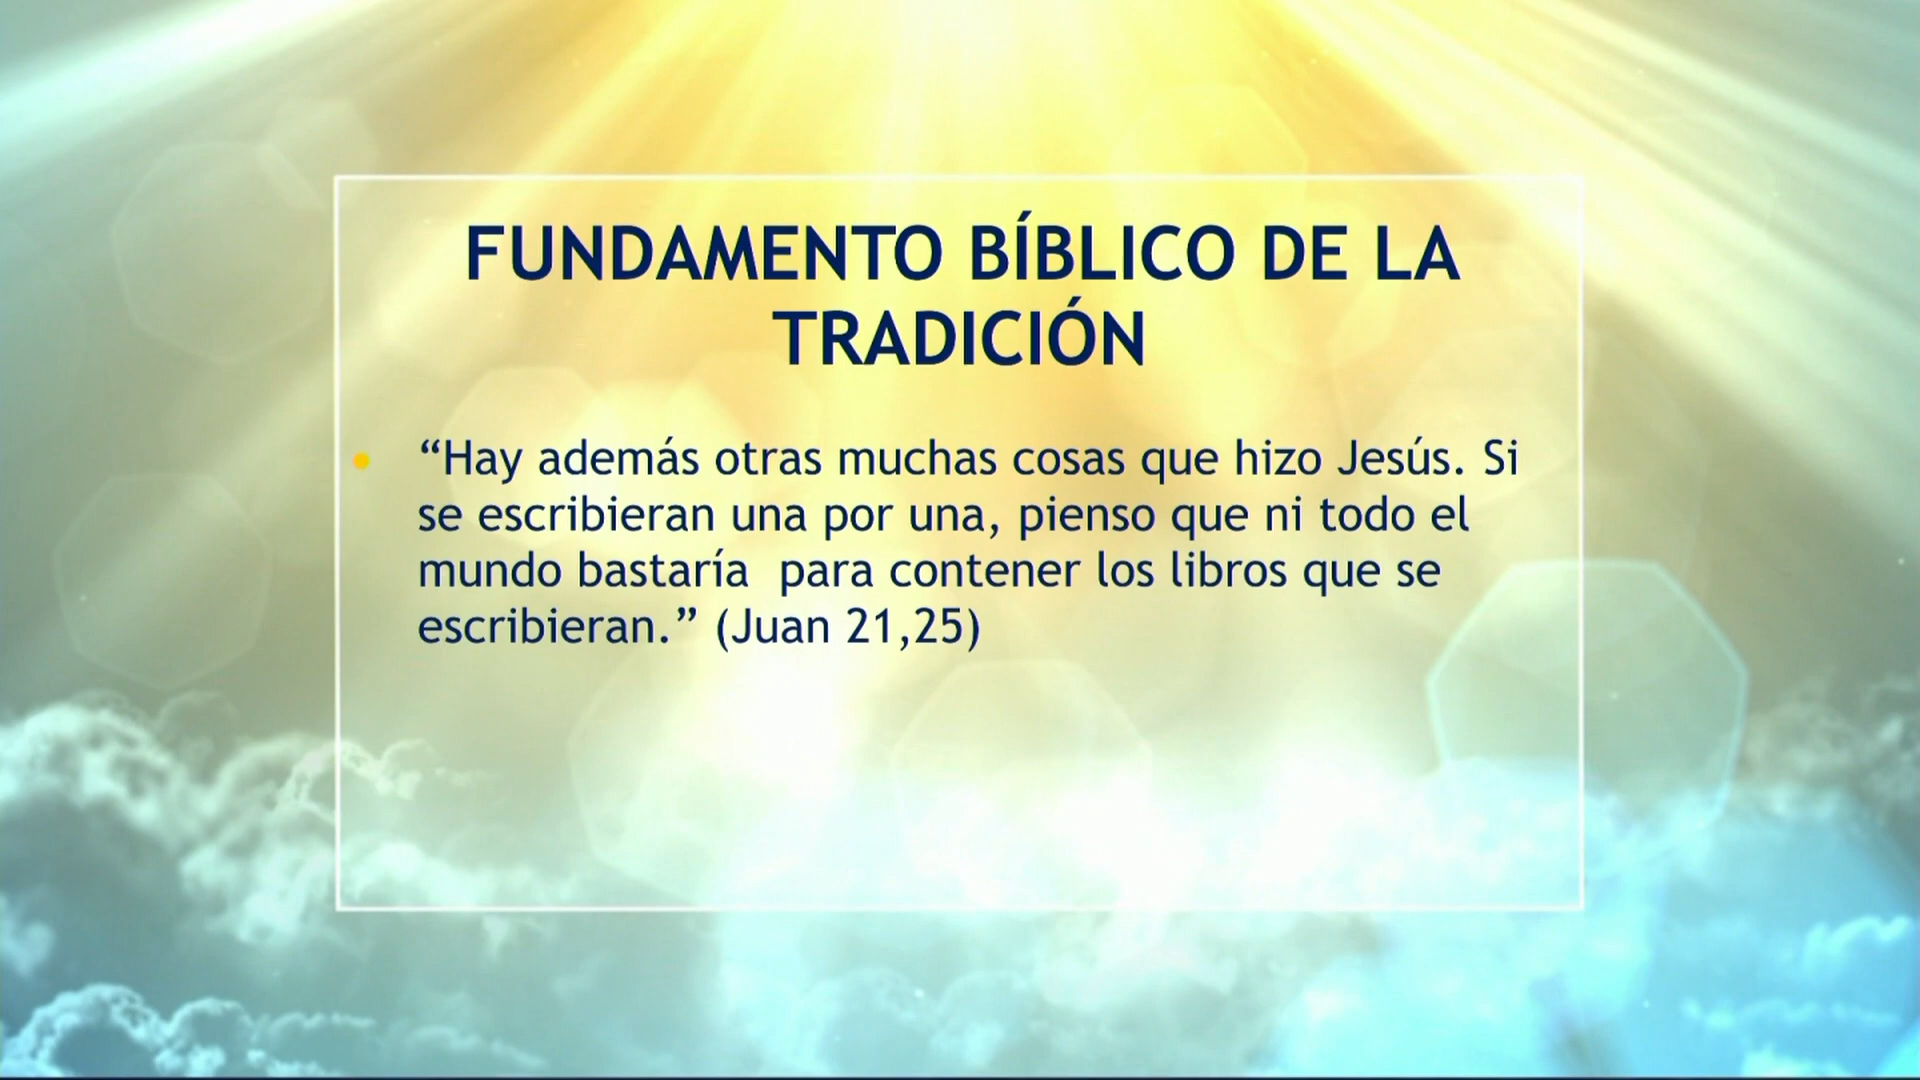 FUNDAMENTO BÍBLICO DE LA
TRADICIÓN
• “Hay además otras muchas cosas que hizo Jesús. Si
se escribieran una por una, pienso que ni todo el
mundo bastaría  para contener los libros que se
escribieran.” (Juan 21,25)